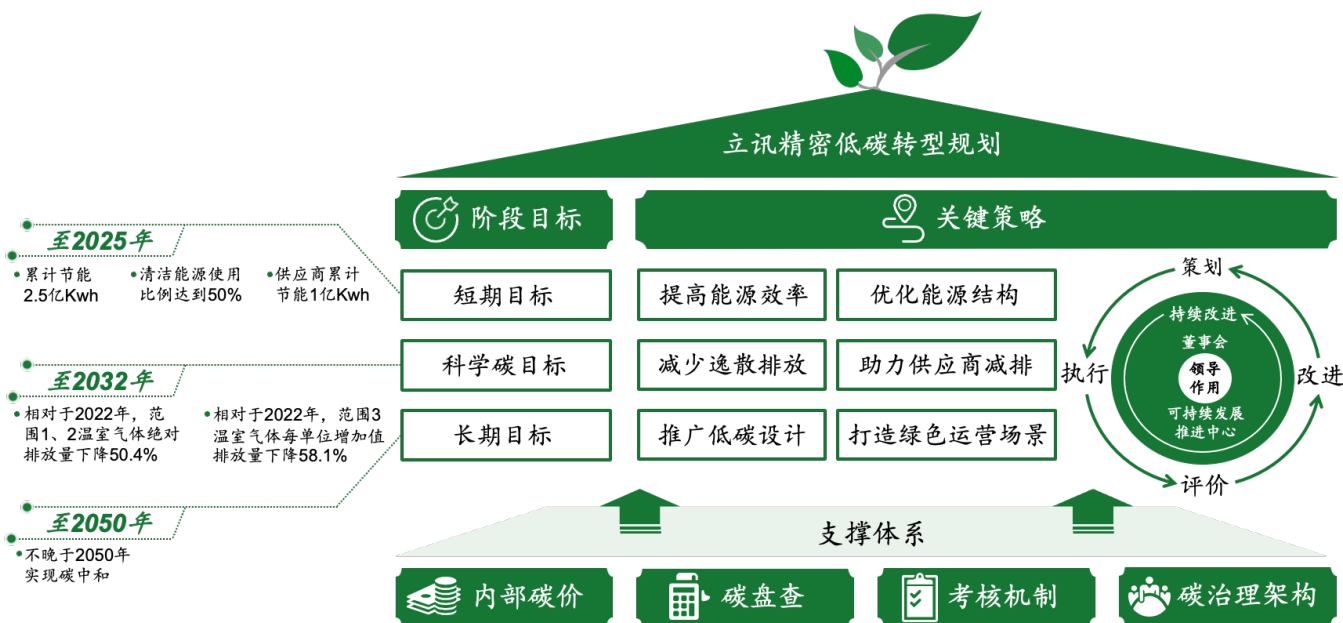 立讯精密低碳转型规划
阶段目标
关键策略
至2025年
• 累计节能
2.5亿Kwh
• 清洁能源使用
比例达到50%
• 供应商累计
节能1亿Kwh
短期目标
提高能源效率
优化能源结构
至2032年
• 相对于2022年，范
围1、2温室气体绝对
排放量下降50.4%
• 相对于2022年，范围3
温室气体每单位增加值
排放量下降58.1%
科学碳目标
减少逸散排放
助力供应商减排
至2050年
• 不晚于2050年
实现碳中和
长期目标
推广低碳设计
打造绿色运营场景
策划
执行
改进
评价
持续改进
董事会
领导
作用
可持续发展
推进中心
支撑体系
内部碳价
碳盘查
考核机制
碳治理架构